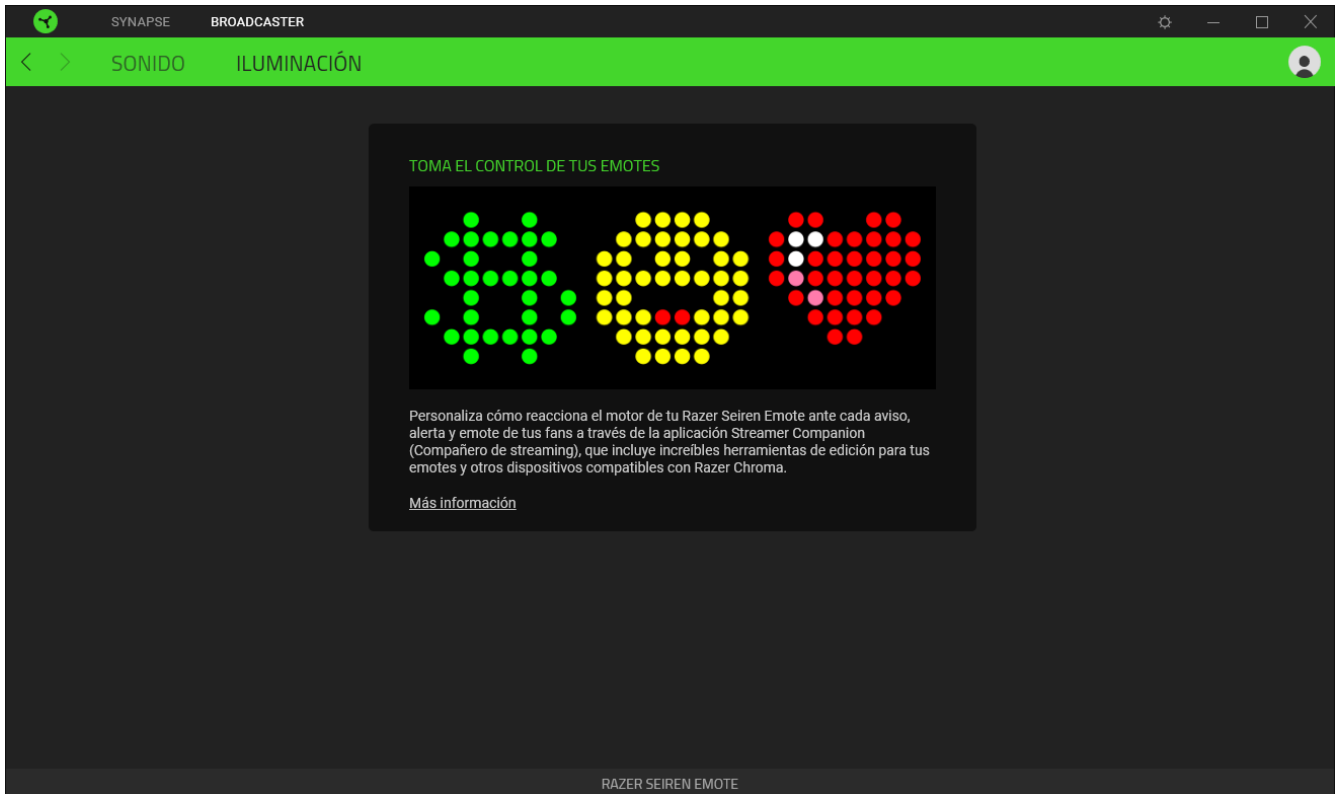 SYNAPSE BROADCASTER
SONIDO ILUMINACIÓN
TOMA EL CONTROL DE TUS EMOTES
Personaliza cómo reacciona el motor de tu Razer Seiren Emote ante cada aviso,
alerta y emote de tus fans a través de la aplicación Streamer Companion
(Compañero de streaming), que incluye increíbles herramientas de edición para tus
emotes y otros dispositivos compatibles con Razer Chroma.
Más información
RAZER SEIREN EMOTE